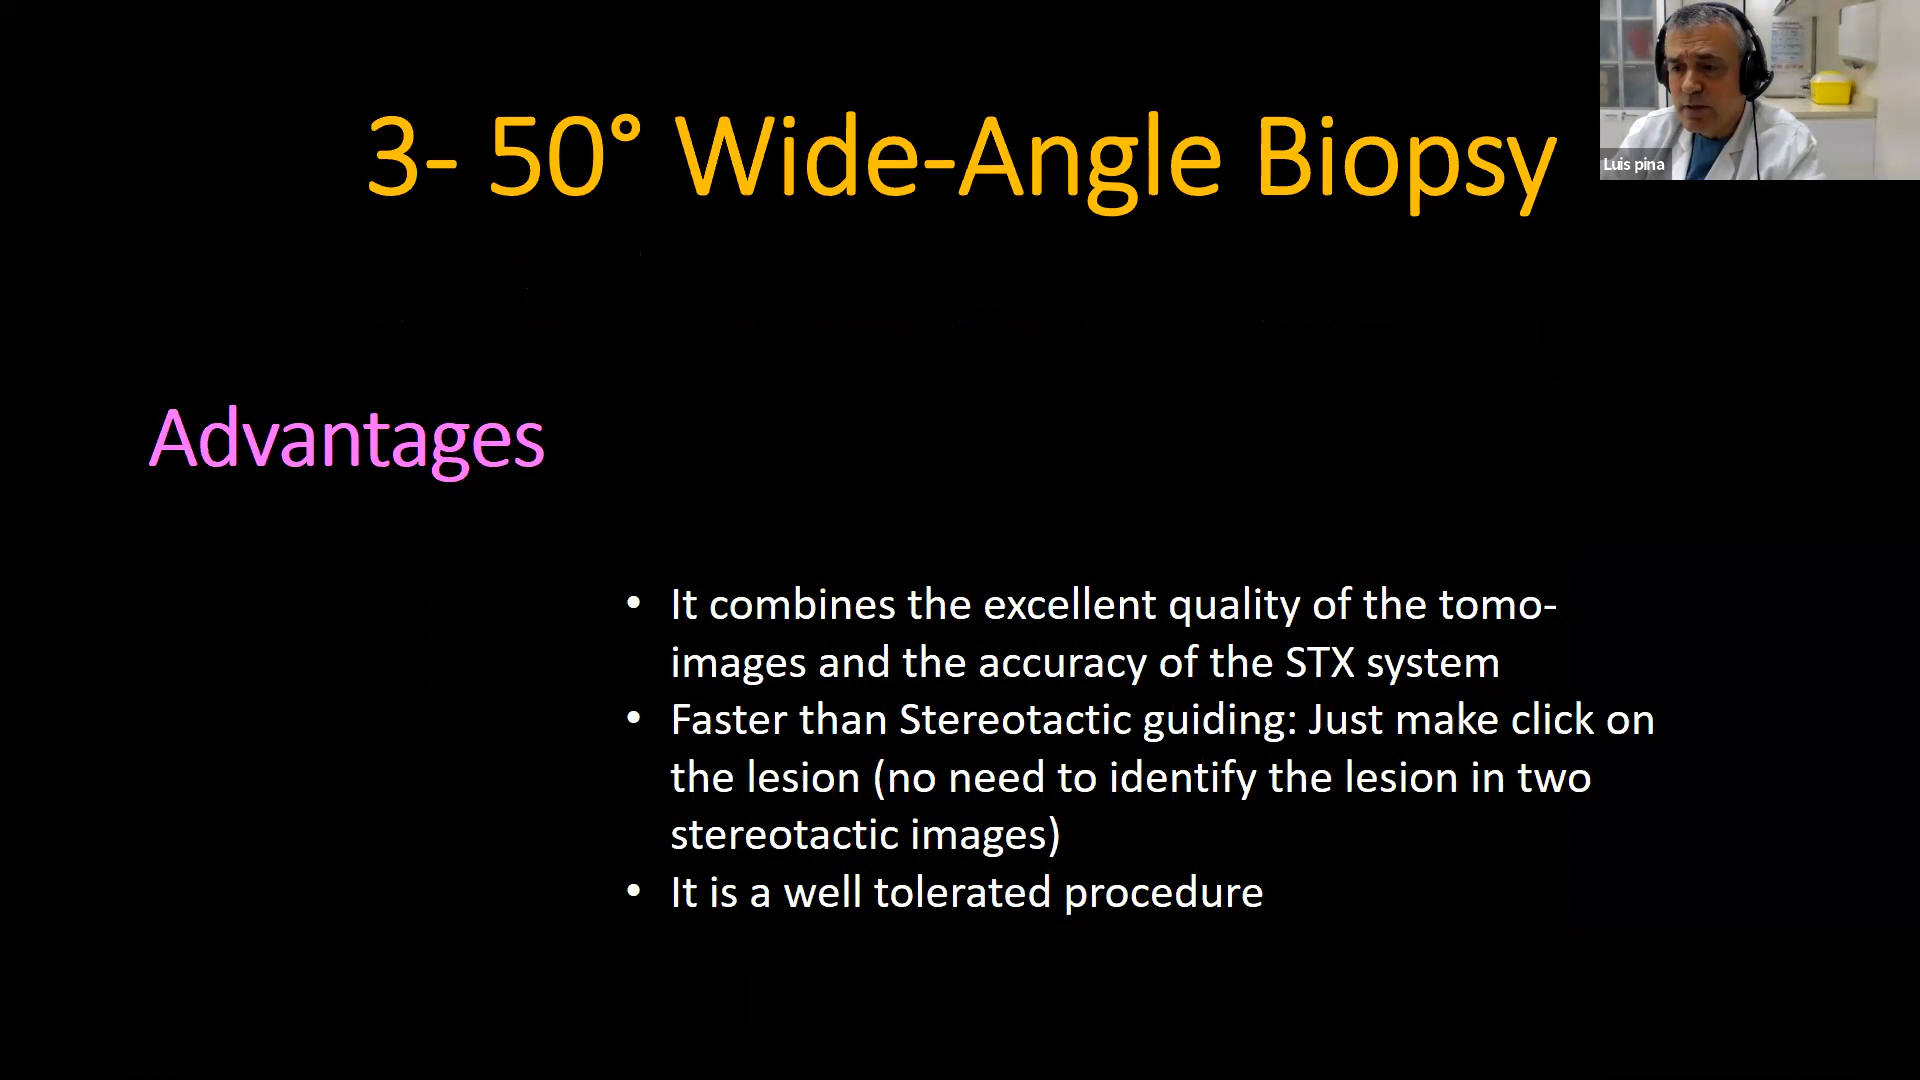 3- 50° Wide-Angle Biopsy
Luis pina
Advantages
• It combines the excellent quality of the tomo-
images and the accuracy of the STX system
• Faster than Stereotactic guiding: Just make click on
the lesion (no need to identify the lesion in two
stereotactic images)
• It is a well tolerated procedure